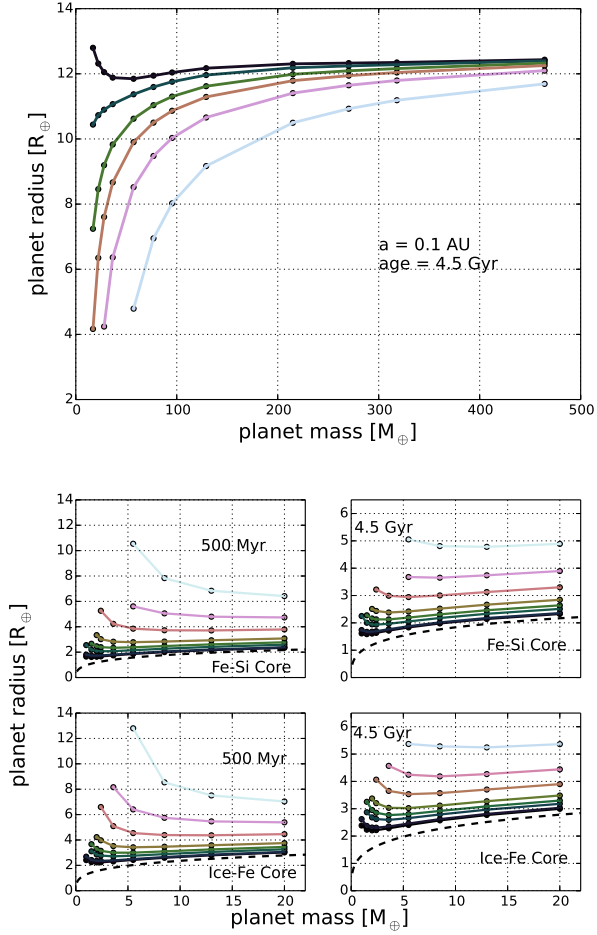 14
12
10
8
6
4
2
planet radius [R⊕]
a = 0.1 AU
age = 4.5 Gyr
0 100 200 300 400 500
planet mass [M⊕]
14
12
10
8
6
4
2
0
500 Myr
Fe-Si Core
6
5
4
3
2
1
0
4.5 Gyr
Fe-Si Core
planet radius [R⊕]
14
12
10
8
6
4
2
0
500 Myr
Ice-Fe Core
0 5 10 15 20
6
5
4
3
2
1
0
4.5 Gyr
Ice-Fe Core
0 5 10 15 20
planet mass [M⊕]